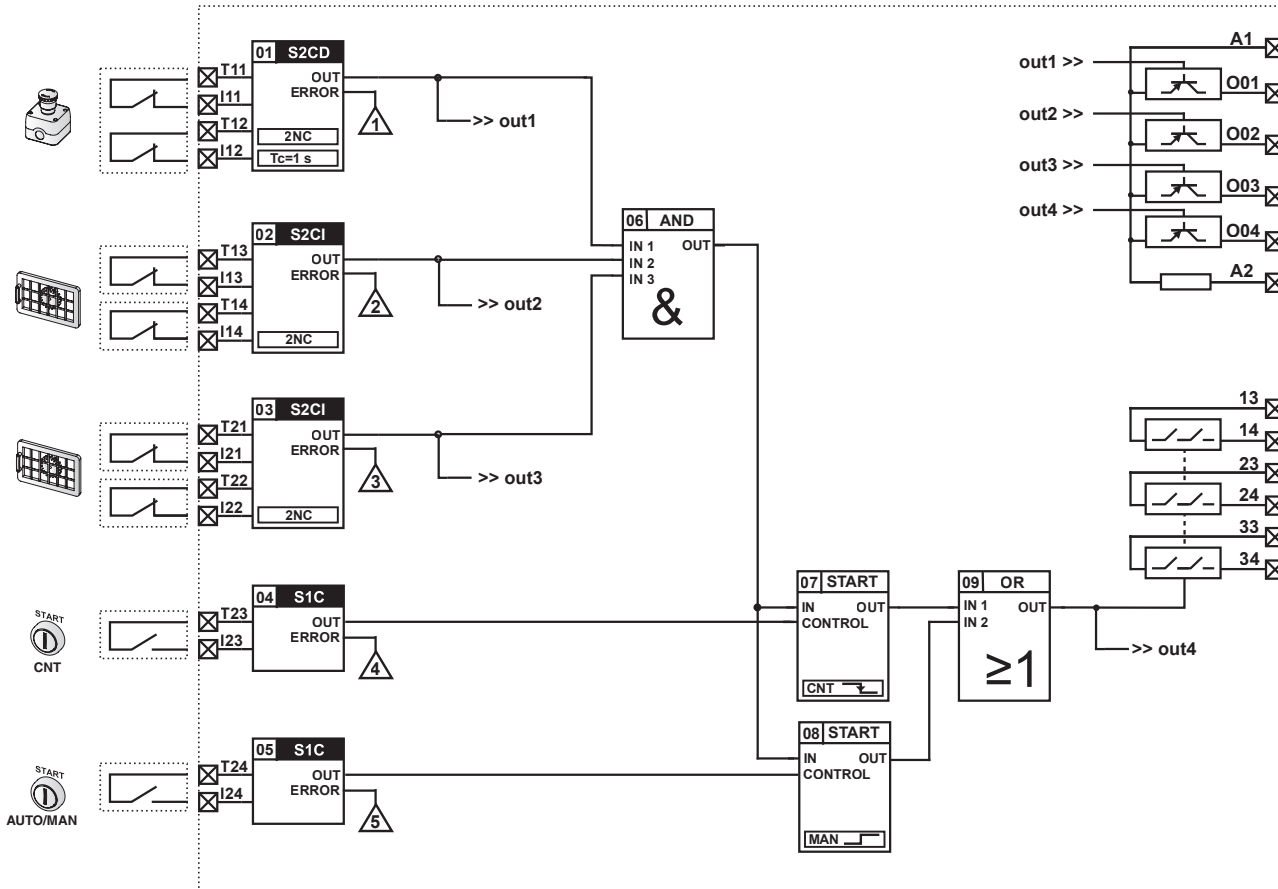 01 S2CD
T11
I11
T12
I12
OUT
ERROR
2NC
Tc=1 s
1
>> out1
02 S2CI
T13
I13
T14
I14
OUT
ERROR
2NC
2
>> out2
03 S2CI
T21
I21
T22
I22
OUT
ERROR
2NC
3
>> out3
START
CNT
T23
I23
04 S1C
OUT
ERROR
4
START
AUTO/MAN
T24
I24
05 S1C
OUT
ERROR
5
06 AND
IN 1 OUT
IN 2
IN 3
&
07 START
IN OUT
CONTROL
CNT
08 START
IN OUT
CONTROL
MAN
09 OR
IN 1 OUT
IN 2
≥1
>> out4
A1
out1 >>
O01
out2 >>
O02
out3 >>
O03
out4 >>
O04
A2
13
14
23
24
33
34